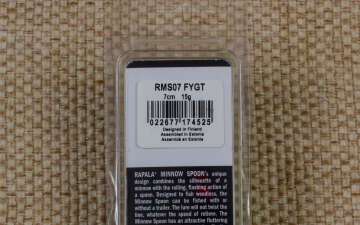 RMS07 FYGT
7cm 15g
022677 174525
Designed in Finland
Assembled in Estonia
Assemblé en Estonie
RAPALA® MINNOW SPOON's unique
design combines the silhouette of a
minnow with the rolling, flashing action of
a spoon. Designed to fish weedless, the
Minnow Spoon can be fished with or
without a trailer. The lure will not twist the
line, whatever the speed of retrieve. The
Minnow Spoon has an attractive fluttering